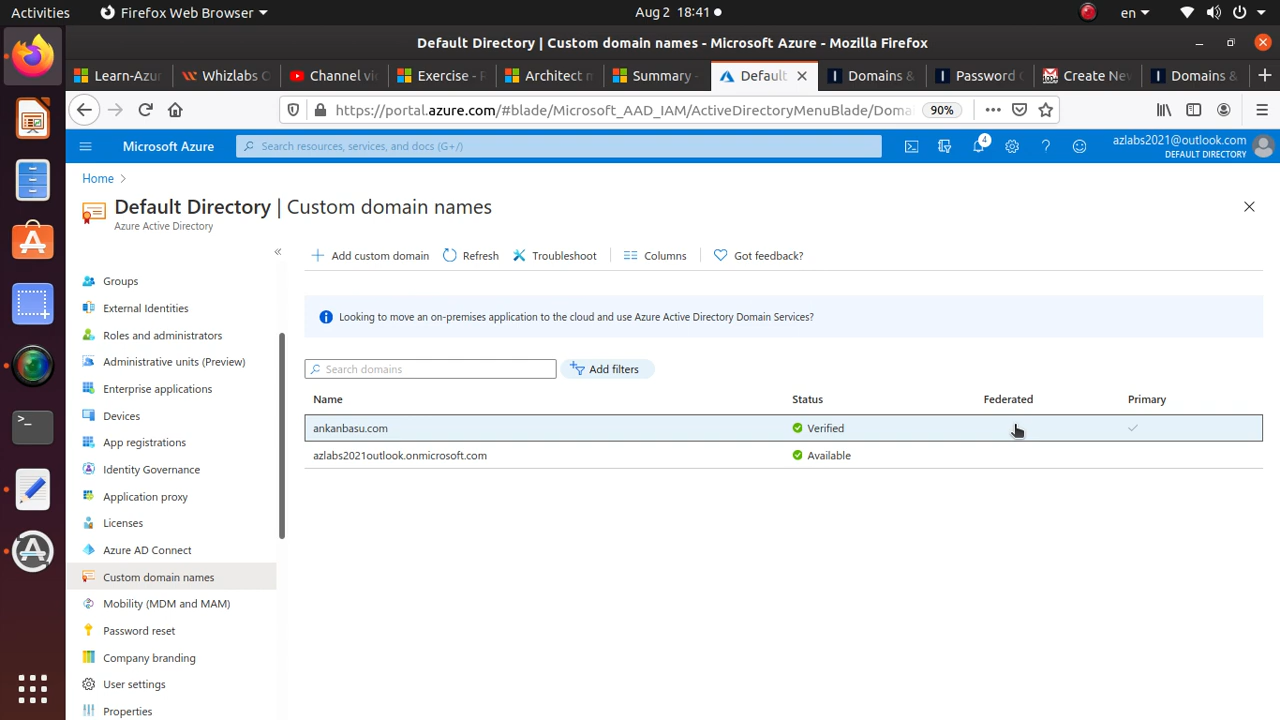 Activities
Firefox Web Browser
Aug 2 18:41
en
Default Directory | Custom domain names - Microsoft Azure - Mozilla Firefox
Learn-Azur
Whizlabs
Channel vi
Exercise -
Architect
Summary -
Default
Domains &
Password
Create Nev
Domains &
https://portal.azure.com/#blade/Microsoft_AAD_IAM/ActiveDirectoryMenuBlade/Doma
90%
Microsoft Azure
Search resources, services, and docs (G+/)
4
azlabs2021@outlook.com
DEFAULT DIRECTORY
Home
Default Directory | Custom domain names
Azure Active Directory
Add custom domain
Refresh
Troubleshoot
Columns
Got feedback?
Groups
External Identities
Roles and administrators
Administrative units (Preview)
Enterprise applications
Devices
App registrations
Identity Governance
Application proxy
Licenses
Azure AD Connect
Custom domain names
Mobility (MDM and MAM)
Password reset
Company branding
User settings
Properties
Looking to move an on-premises application to the cloud and use Azure Active Directory Domain Services?
Search domains
Add filters
Name Status Federated Primary
ankanbasu.com Verified
azlabs2021outlook.onmicrosoft.com Available